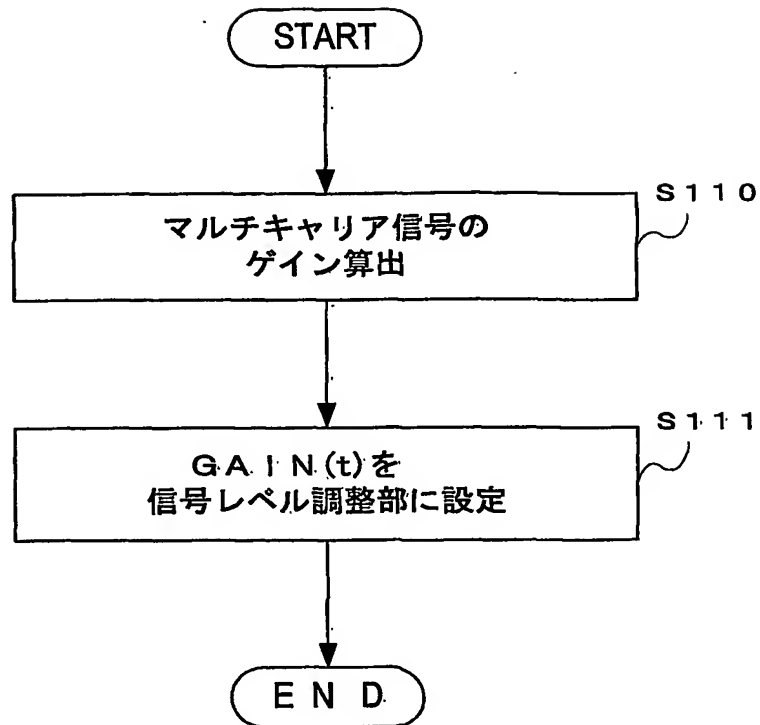 START
S110
マルチキャリア信号の
ゲイン算出
S111
GAIN(t)を
信号レベル調整部に設定
END